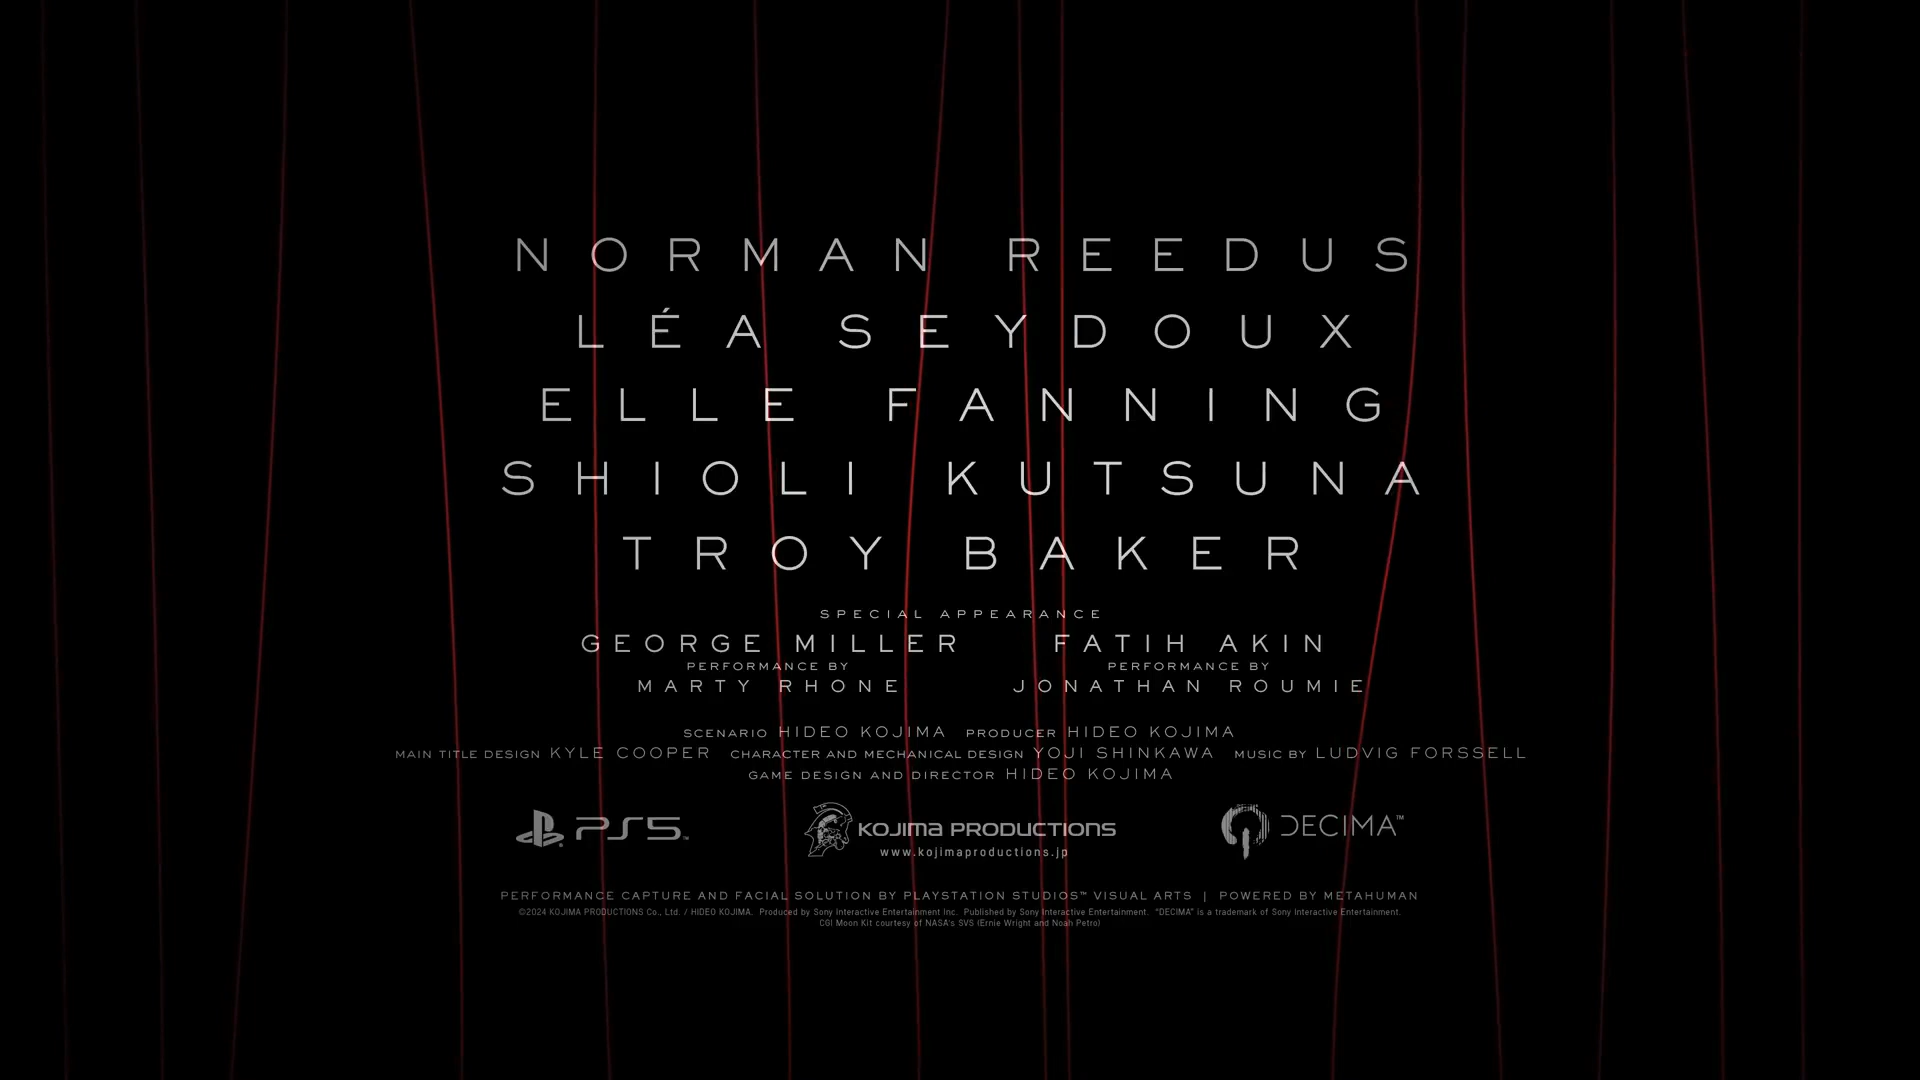 NORMAN REEDUS
LÉA SEYDOUX
ELLE FANNING
SHIOLI KUTSUNA
TROY BAKER
SPECIAL APPEARANCE
GEORGE MILLER FATIH AKIN
PERFORMANCE BY PERFORMANCE BY
MARTY RHONE JONATHAN ROUMIE
SCENARIO HIDEO KOJIMA PRODUCER HIDEO KOJIMA
MAIN TITLE DESIGN KYLE COOPER CHARACTER AND MECHANICAL DESIGN YOJI SHINKAWA MUSIC BY LUDVIG FORSSELL
GAME DESIGN AND DIRECTOR HIDEO KOJIMA
PS5™ KOJIMA PRODUCTIONS DECIMA™
www.kojimaproductions.jp
PERFORMANCE CAPTURE AND FACIAL SOLUTION BY PLAYSTATION STUDIOS™ VISUAL ARTS | POWERED BY METAHUMAN
©2024 KOJIMA PRODUCTIONS Co., Ltd. / HIDEO KOJIMA. Produced by Sony Interactive Entertainment Inc. Published by Sony Interactive Entertainment. "DECIMA" is a trademark of Sony Interactive Entertainment.
CGI Moon Kit courtesy of NASA's SVS (Ernie Wright and Noah Petro)